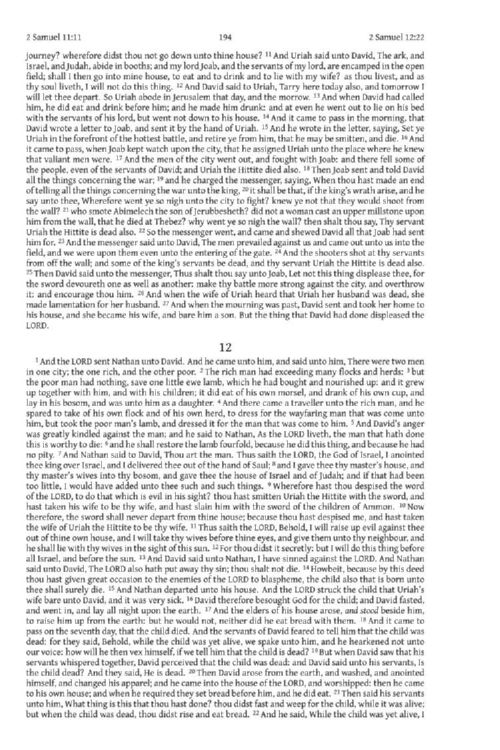 2 Samuel 11:11 194 2 Samuel 12:22
journey? wherefore didst thou not go down unto thine house? 11 And Uriah said unto David, The ark, and
Israel, and Judah, abide in booths; and my lord Joab, and the servants of my lord, are encamped in the open
field; shall I then go into mine house, to eat and to drink and to lie with my wife? as thou livest, and as
thy soul liveth, I will not do this thing. 12 And David said to Uriah, Tarry here today also, and tomorrow I
will let thee depart. So Uriah abode in Jerusalem that day, and the morrow. 13 And when David had called
him, he did eat and drink before him; and he made him drunk: and at even he went out to lie on his bed
with the servants of his lord, but went not down to his house. 14 And it came to pass in the morning, that
David wrote a letter to Joab, and sent it by the hand of Uriah. 15 And he wrote in the letter, saying, Set ye
Uriah in the forefront of the hottest battle, and retire ye from him, that he may be smitten, and die. 16 And
it came to pass, when Joab kept watch upon the city, that he assigned Uriah unto the place where he knew
that valiant men were. 17 And the men of the city went out, and fought with Joab: and there fell some of
the people, even of the servants of David; and Uriah the Hittite died also. 18 Then Joab sent and told David
all the things concerning the war; 19 and he charged the messenger, saying, When thou hast made an end
of telling all the things concerning the war unto the king, 20 it shall be that, if the king's wrath arise, and he
say unto thee, Wherefore went ye so nigh unto the city to fight? knew ye not that they would shoot from
the wall? 21 who smote Abimelech the son of Jerubbesheth? did not a woman cast an upper millstone upon
him from the wall, that he died at Thebez? why went ye so nigh the wall? then shalt thou say, Thy servant
Uriah the Hittite is dead also. 22 So the messenger went, and came and shewed David all that Joab had sent
him for. 23 And the messenger said unto David, The men prevailed against us and came out unto us into the
field, and we were upon them even unto the entering of the gate. 24 And the shooters shot at thy servants
from off the wall; and some of the king's servants be dead, and thy servant Uriah the Hittite is dead also.
25 Then David said unto the messenger, Thus shalt thou say unto Joab, Let not this thing displease thee, for
the sword devoureth one as well as another: make thy battle more strong against the city, and overthrow
it: and encourage thou him. 26 And when the wife of Uriah heard that Uriah her husband was dead, she
made lamentation for her husband. 27 And when the mourning was past, David sent and took her home to
his house, and she became his wife, and bare him a son. But the thing that David had done displeased the
LORD.
12
1 And the LORD sent Nathan unto David. And he came unto him, and said unto him, There were two men
in one city; the one rich, and the other poor. 2 The rich man had exceeding many flocks and herds: 3 but
the poor man had nothing, save one little ewe lamb, which he had bought and nourished up: and it grew
up together with him, and with his children; it did eat of his own morsel, and drank of his own cup, and
lay in his bosom, and was unto him as a daughter. 4 And there came a traveller unto the rich man, and he
spared to take of his own flock and of his own herd, to dress for the wayfaring man that was come unto
him, but took the poor man's lamb, and dressed it for the man that was come to him. 5 And David's anger
was greatly kindled against the man; and he said to Nathan, As the LORD liveth, the man that hath done
this is worthy to die: 6 and he shall restore the lamb fourfold, because he did this thing, and because he had
no pity. 7 And Nathan said to David, Thou art the man. Thus saith the LORD, the God of Israel, I anointed
thee king over Israel, and I delivered thee out of the hand of Saul; 8 and I gave thee thy master's house, and
thy master's wives into thy bosom, and gave thee the house of Israel and of Judah; and if that had been
too little, I would have added unto thee such and such things. 9 Wherefore hast thou despised the word
of the LORD, to do that which is evil in his sight? thou hast smitten Uriah the Hittite with the sword, and
hast taken his wife to be thy wife, and hast slain him with the sword of the children of Ammon. 10 Now
therefore, the sword shall never depart from thine house; because thou hast despised me, and hast taken
the wife of Uriah the Hittite to be thy wife. 11 Thus saith the LORD, Behold, I will raise up evil against thee
out of thine own house, and I will take thy wives before thine eyes, and give them unto thy neighbour, and
he shall lie with thy wives in the sight of this sun. 12 For thou didst it secretly: but I will do this thing before
all Israel, and before the sun. 13 And David said unto Nathan, I have sinned against the LORD. And Nathan
said unto David, The LORD also hath put away thy sin; thou shalt not die. 14 Howbeit, because by this deed
thou hast given great occasion to the enemies of the LORD to blaspheme, the child also that is born unto
thee shall surely die. 15 And Nathan departed unto his house. And the LORD struck the child that Uriah's
wife bare unto David, and it was very sick. 16 David therefore besought God for the child; and David fasted,
and went in, and lay all night upon the earth. 17 And the elders of his house arose, and stood beside him,
to raise him up from the earth: but he would not, neither did he eat bread with them. 18 And it came to
pass on the seventh day, that the child died. And the servants of David feared to tell him that the child was
dead: for they said, Behold, while the child was yet alive, we spake unto him, and he hearkened not unto
our voice: how will he then vex himself, if we tell him that the child is dead? 19 But when David saw that his
servants whispered together, David perceived that the child was dead: and David said unto his servants, Is
the child dead? And they said, He is dead. 20 Then David arose from the earth, and washed, and anointed
himself, and changed his apparel; and he came into the house of the LORD, and worshipped: then he came
to his own house; and when he required they set bread before him, and he did eat. 21 Then said his servants
unto him, What thing is this that thou hast done? thou didst fast and weep for the child, while it was alive;
but when the child was dead, thou didst rise and eat bread. 22 And he said, While the child was yet alive, I